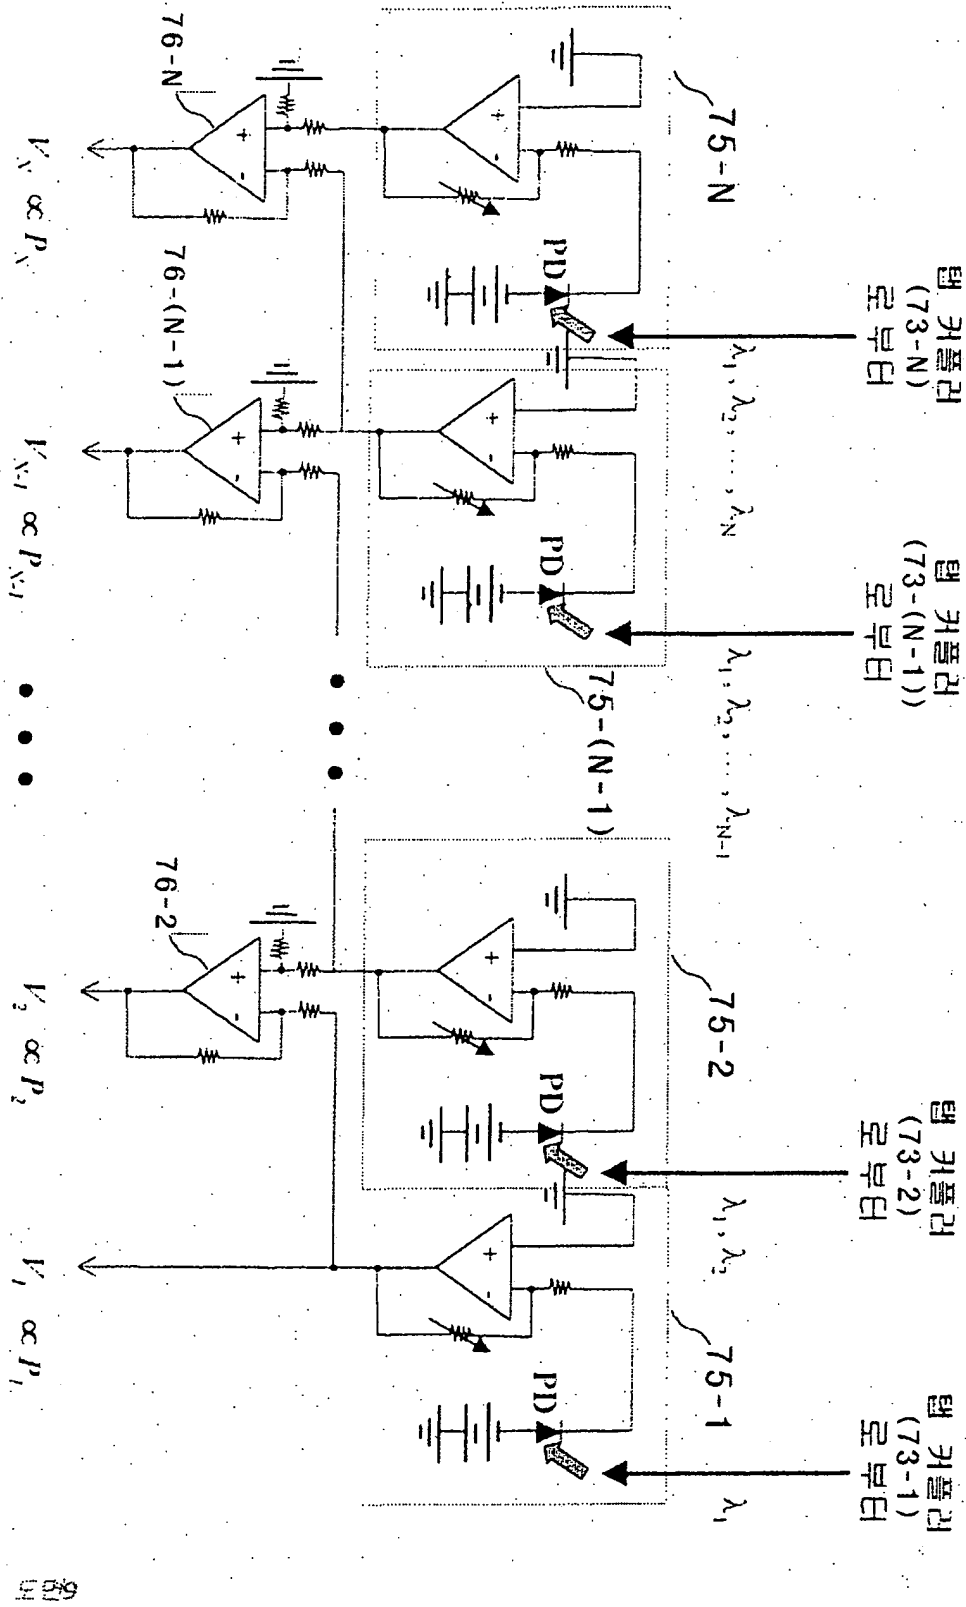 탭 커플러
(73-N)
로부터
탭 커플러
(73-(N-1))
로부터
탭 커플러
(73-2)
로부터
탭 커플러
(73-1)
로부터
λ₁, λ₂, ..., λN
λ₁, λ₂, ..., λN-1
λ₁, λ₂
λ₁
75-N
75-(N-1)
75-2
75-1
PD
PD
PD
PD
+
-
+
-
+
-
+
-
76-N
76-(N-1)
76-2
+
-
+
-
+
-
VN ∝ PN
VN-1 ∝ PN-1
V₂ ∝ P₂
V₁ ∝ P₁